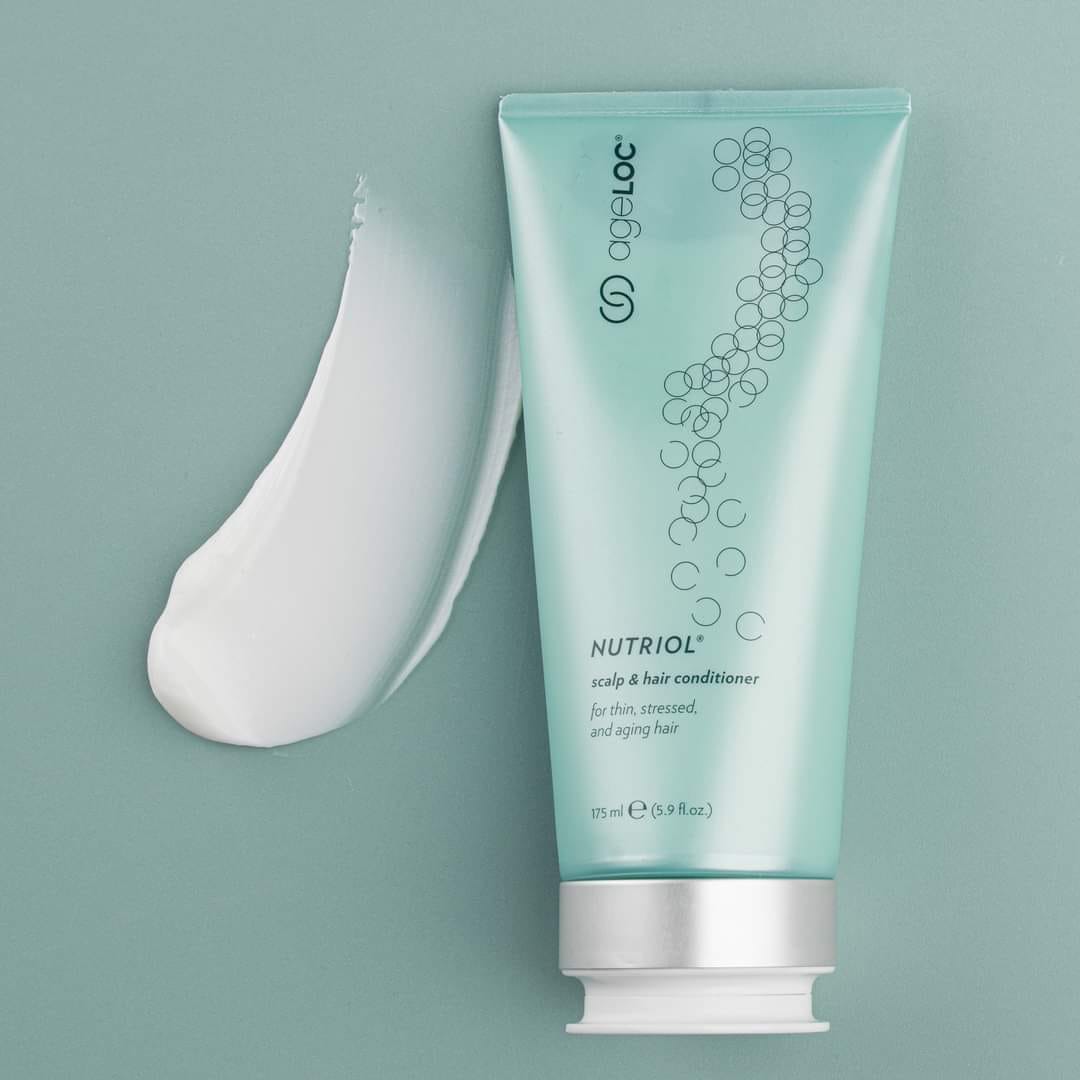 ageLOC®
NUTRIOL®
scalp & hair conditioner
for thin, stressed,
and aging hair
175 ml ℮ (5.9 fl.oz.)